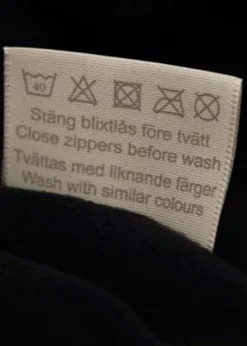 40
Stäng blixtlås före tvätt
Close zippers before wash
Tvättas med liknande färger
Wash with similar colours